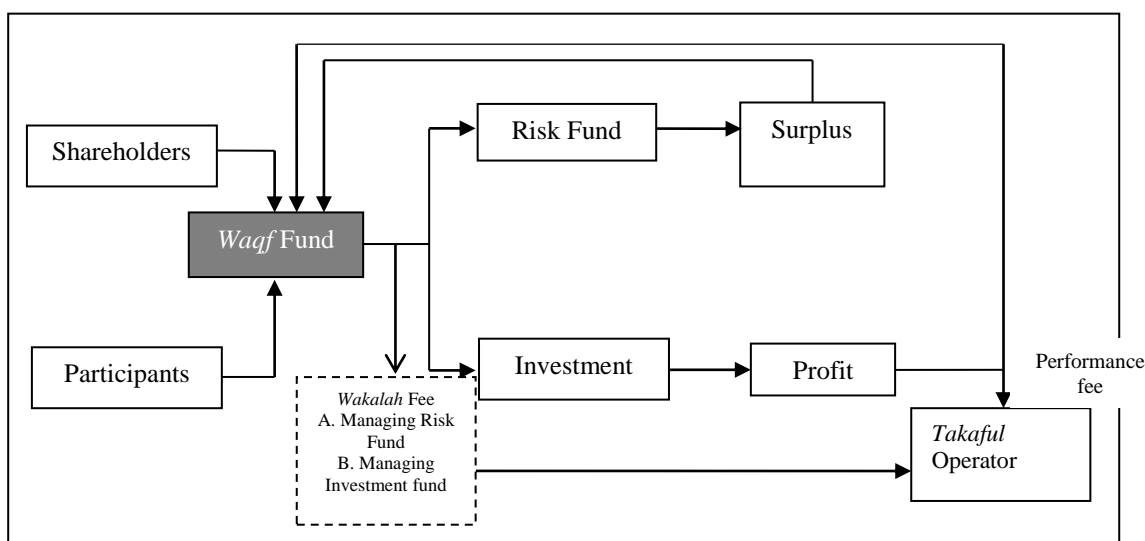 Risk Fund
Surplus
Shareholders
Waqf Fund
Participants
Investment
Profit
Performance
fee
Wakalah Fee
A. Managing Risk
Fund
B. Managing
Investment fund
Takaful
Operator